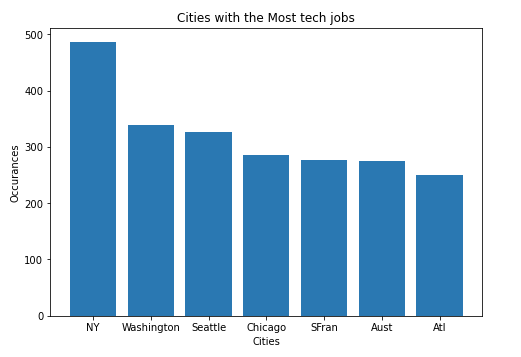 Cities with the Most tech jobs
500
400
300
200
100
0
Occurances
NY Washington Seattle Chicago SFran Aust Atl
Cities